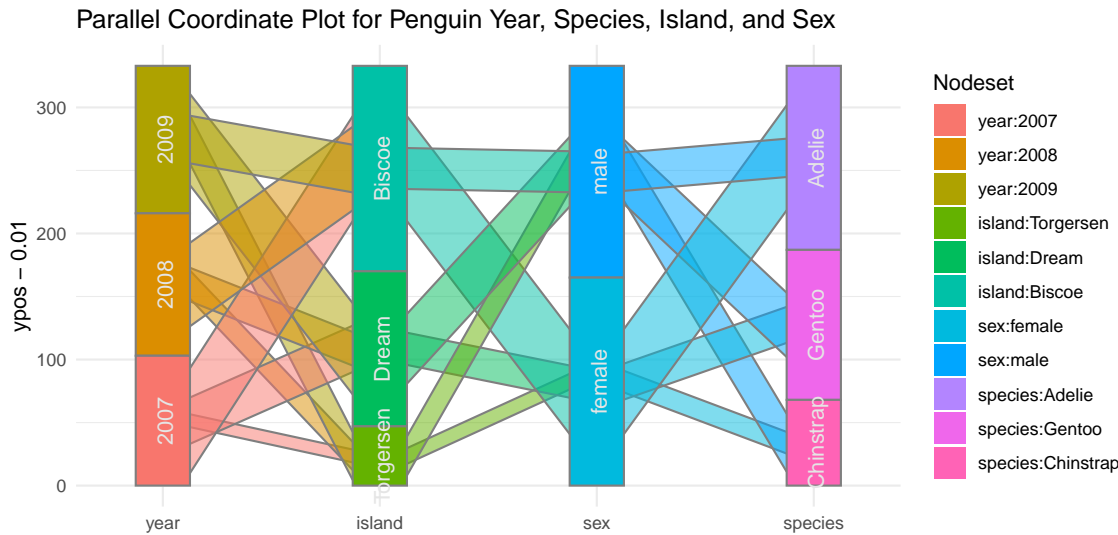 Parallel Coordinate Plot for Penguin Year, Species, Island, and Sex
ypos − 0.01
300
200
100
0
2009
2008
2007
Biscoe
Dream
Torgersen
male
female
Adelie
Gentoo
Chinstrap
year
island
sex
species
Nodeset
year:2007
year:2008
year:2009
island:Torgersen
island:Dream
island:Biscoe
sex:female
sex:male
species:Adelie
species:Gentoo
species:Chinstrap